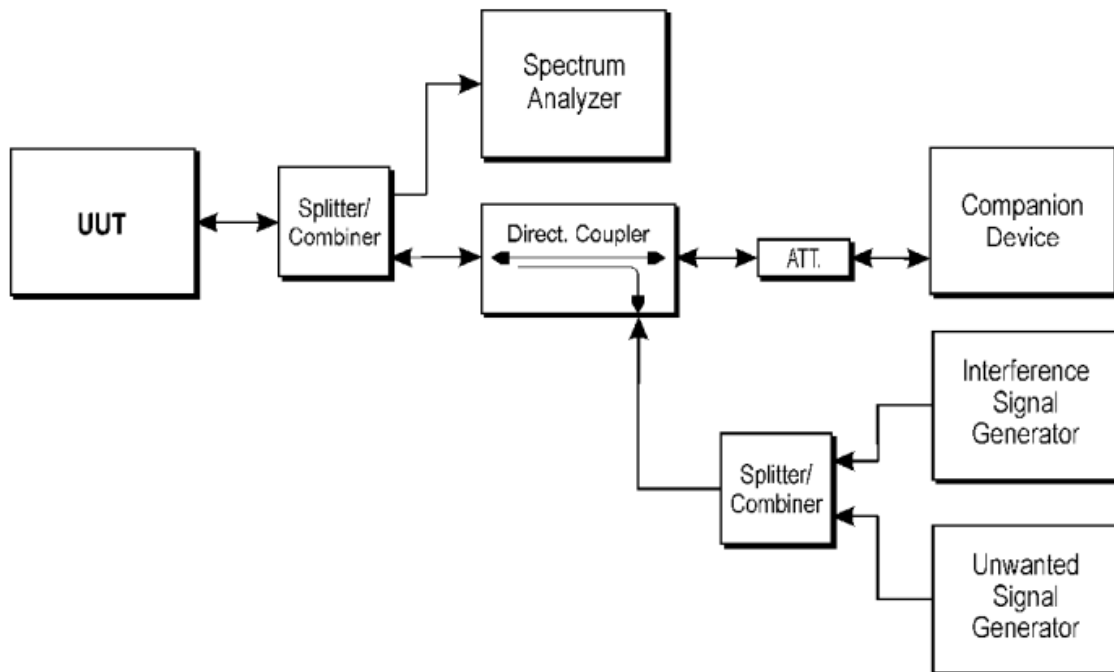 Spectrum
Analyzer
UUT
Splitter/
Combiner
Direct. Coupler
ATT.
Companion
Device
Interference
Signal
Generator
Splitter/
Combiner
Unwanted
Signal
Generator